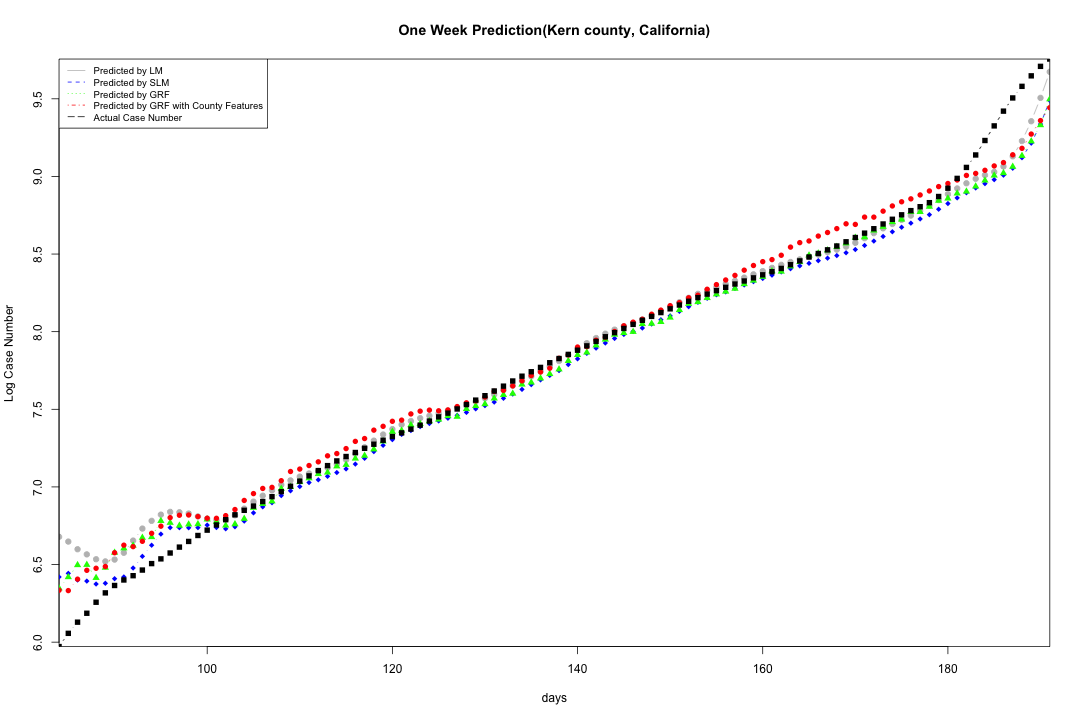 One Week Prediction(Kern county, California)
Predicted by LM
Predicted by SLM
Predicted by GRF
Predicted by GRF with County Features
Actual Case Number
9.5
9.0
8.5
8.0
7.5
7.0
6.5
6.0
Log Case Number
100 120 140 160 180
days